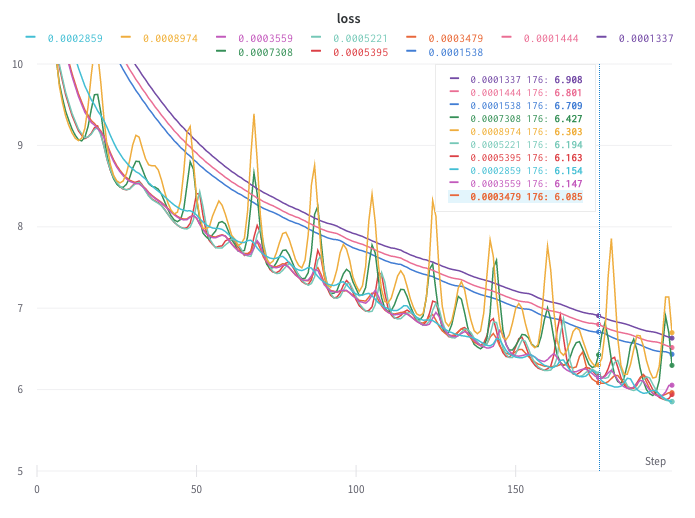 loss
0.0002859 0.0008974 0.0003559 0.0005221 0.0003479 0.0001444 0.0001337
0.0007308 0.0005395 0.0001538
10
9
8
7
6
5
0.0001337 176: 6.908
0.0001444 176: 6.801
0.0001538 176: 6.709
0.0007308 176: 6.427
0.0008974 176: 6.303
0.0005221 176: 6.194
0.0005395 176: 6.163
0.0002859 176: 6.154
0.0003559 176: 6.147
0.0003479 176: 6.085
Step
0 50 100 150